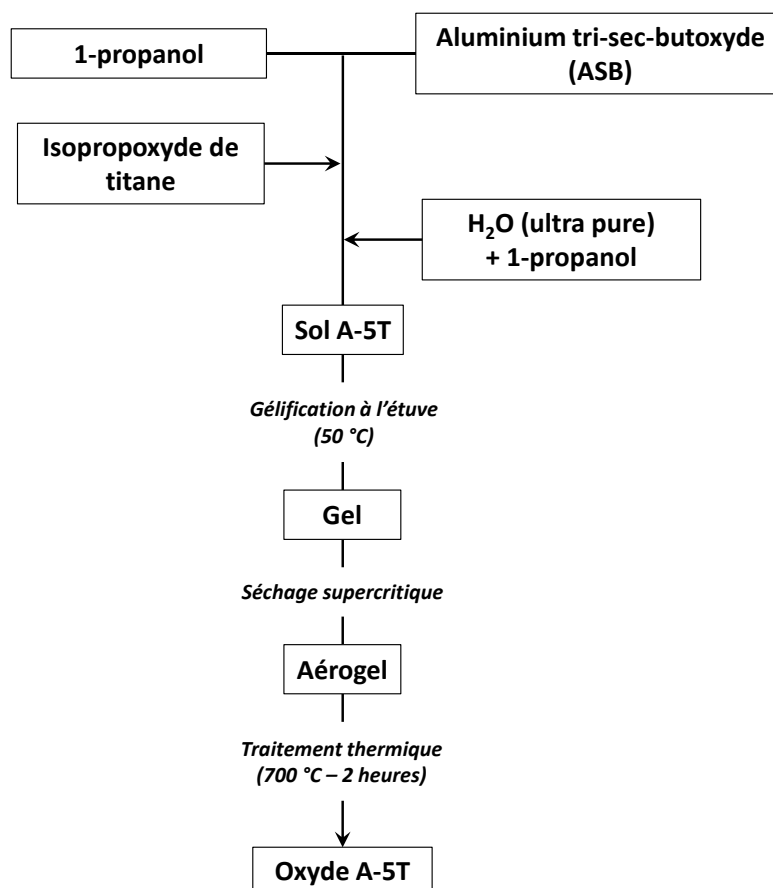 1-propanol
Aluminium tri-sec-butoxyde
(ASB)
Isopropoxyde de
titane
H₂O (ultra pure)
+ 1-propanol
Sol A-5T
Gélification à l'étuve
(50 °C)
Gel
Séchage supercritique
Aérogel
Traitement thermique
(700 °C – 2 heures)
Oxyde A-5T